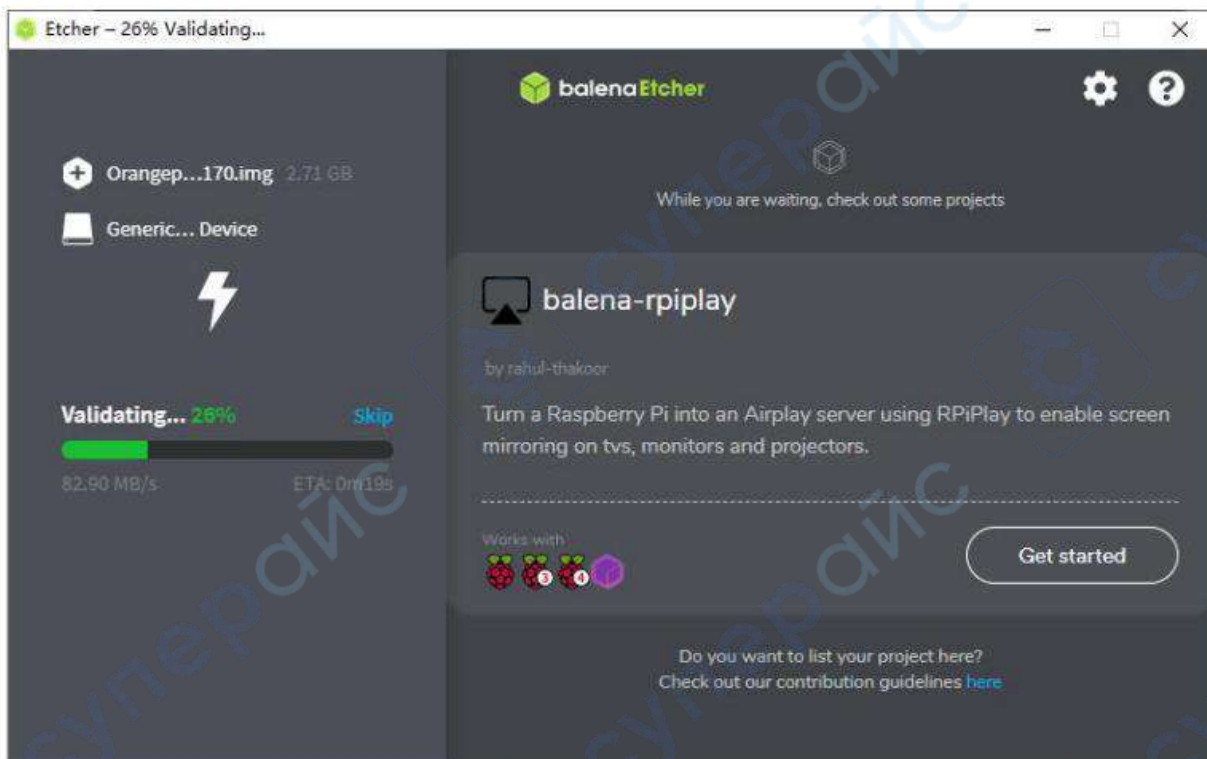 Etcher – 26% Validating...
balenaEtcher
Orangep...170.img 2.71 GB
Generic... Device
While you are waiting, check out some projects
balena-rpiplay
by rahul-thakoor
Validating... 26% Skip
82.90 MB/s ETA: 0m19s
Turn a Raspberry Pi into an Airplay server using RPiPlay to enable screen
mirroring on tvs, monitors and projectors.
Works with
3 4
Get started
Do you want to list your project here?
Check out our contribution guidelines here
суперайс